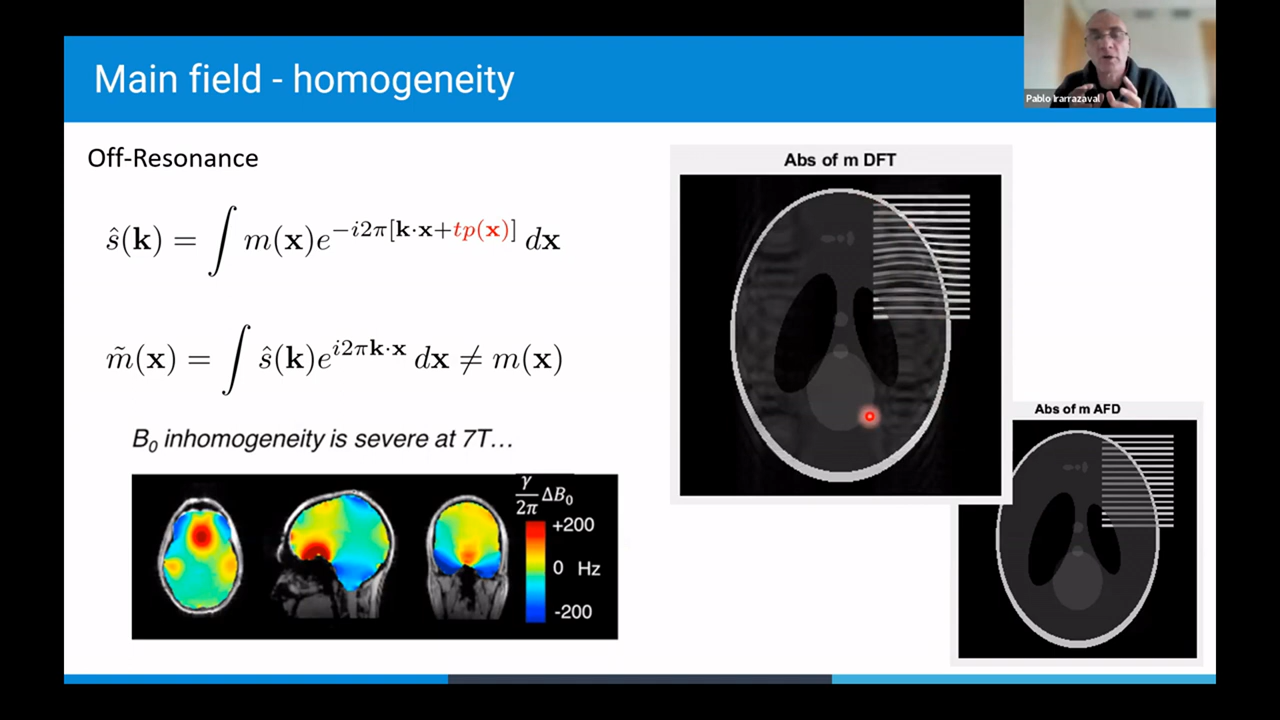 Main field - homogeneity
Pablo Irarrazaval
Off-Resonance
ŝ(𝐤) = ∫ m(𝐱)e^{−i2π[𝐤·𝐱+tp(𝐱)]} d𝐱
m̃(𝐱) = ∫ ŝ(𝐤)e^{i2π𝐤·𝐱} d𝐱 ≠ m(𝐱)
B₀ inhomogeneity is severe at 7T...
γ/2π ΔB₀
+200
0 Hz
-200
Abs of m DFT
Abs of m AFD